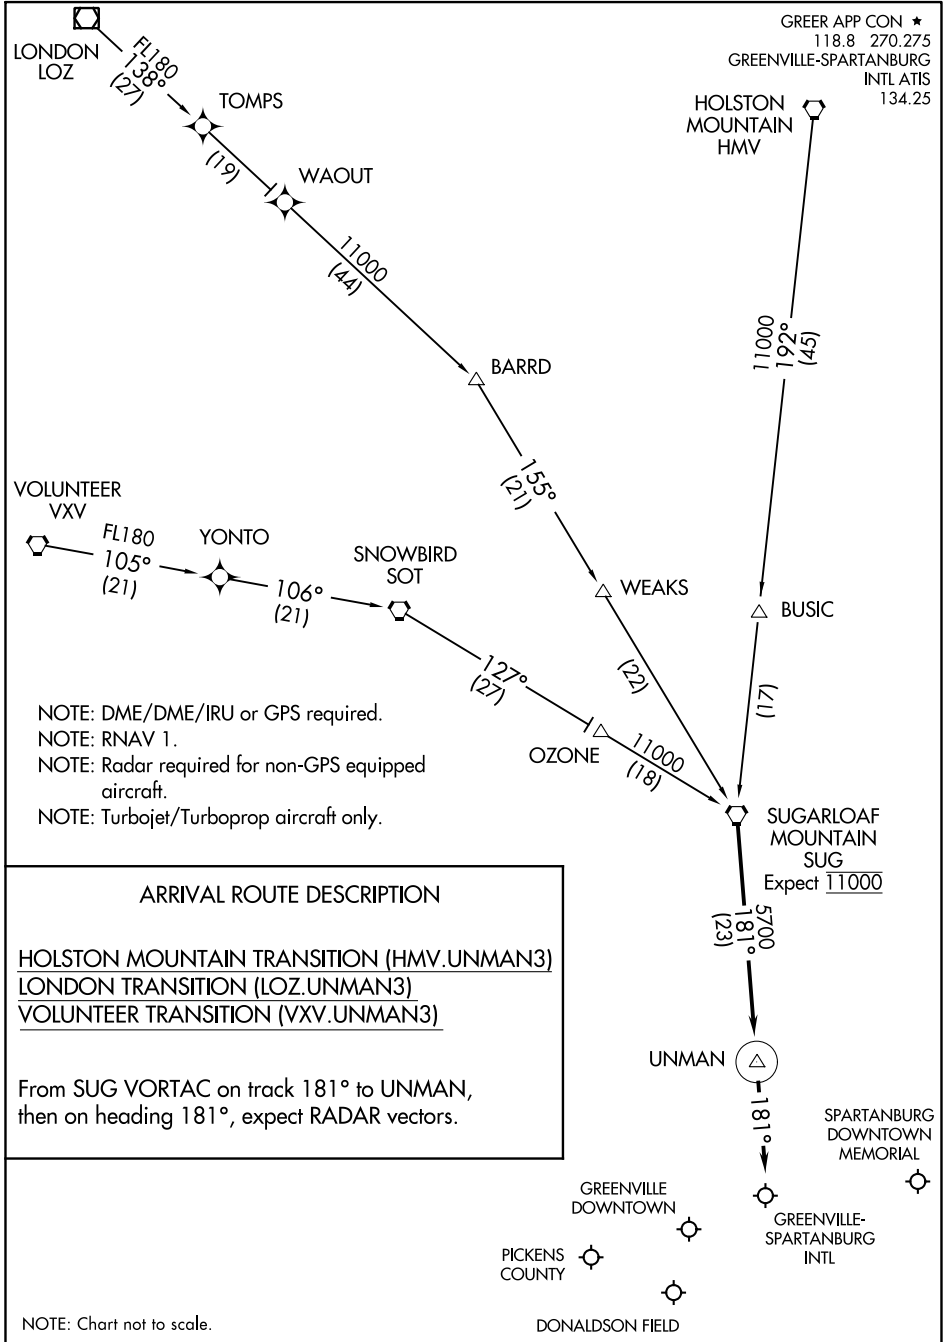 GREER APP CON ★
118.8 270.275
GREENVILLE-SPARTANBURG
INTL ATIS
134.25
LONDON
LOZ
FL180
138°
(27)
TOMPS
(19)
WAOUT
11000
(44)
BARRD
155°
(21)
WEAKS
(22)
HOLSTON
MOUNTAIN
HMV
11000
192°
(45)
BUSIC
(17)
VOLUNTEER
VXV
FL180
105°
(21)
YONTO
106°
(21)
SNOWBIRD
SOT
127°
(27)
OZONE
11000
(18)
SUGARLOAF
MOUNTAIN
SUG
Expect 11000
5700
181°
(23)
UNMAN
181°
NOTE: DME/DME/IRU or GPS required.
NOTE: RNAV 1.
NOTE: Radar required for non-GPS equipped
aircraft.
NOTE: Turbojet/Turboprop aircraft only.
ARRIVAL ROUTE DESCRIPTION
HOLSTON MOUNTAIN TRANSITION (HMV.UNMAN3)
LONDON TRANSITION (LOZ.UNMAN3)
VOLUNTEER TRANSITION (VXV.UNMAN3)
From SUG VORTAC on track 181° to UNMAN,
then on heading 181°, expect RADAR vectors.
SPARTANBURG
DOWNTOWN
MEMORIAL
GREENVILLE
DOWNTOWN
GREENVILLE-
SPARTANBURG
INTL
PICKENS
COUNTY
DONALDSON FIELD
NOTE: Chart not to scale.